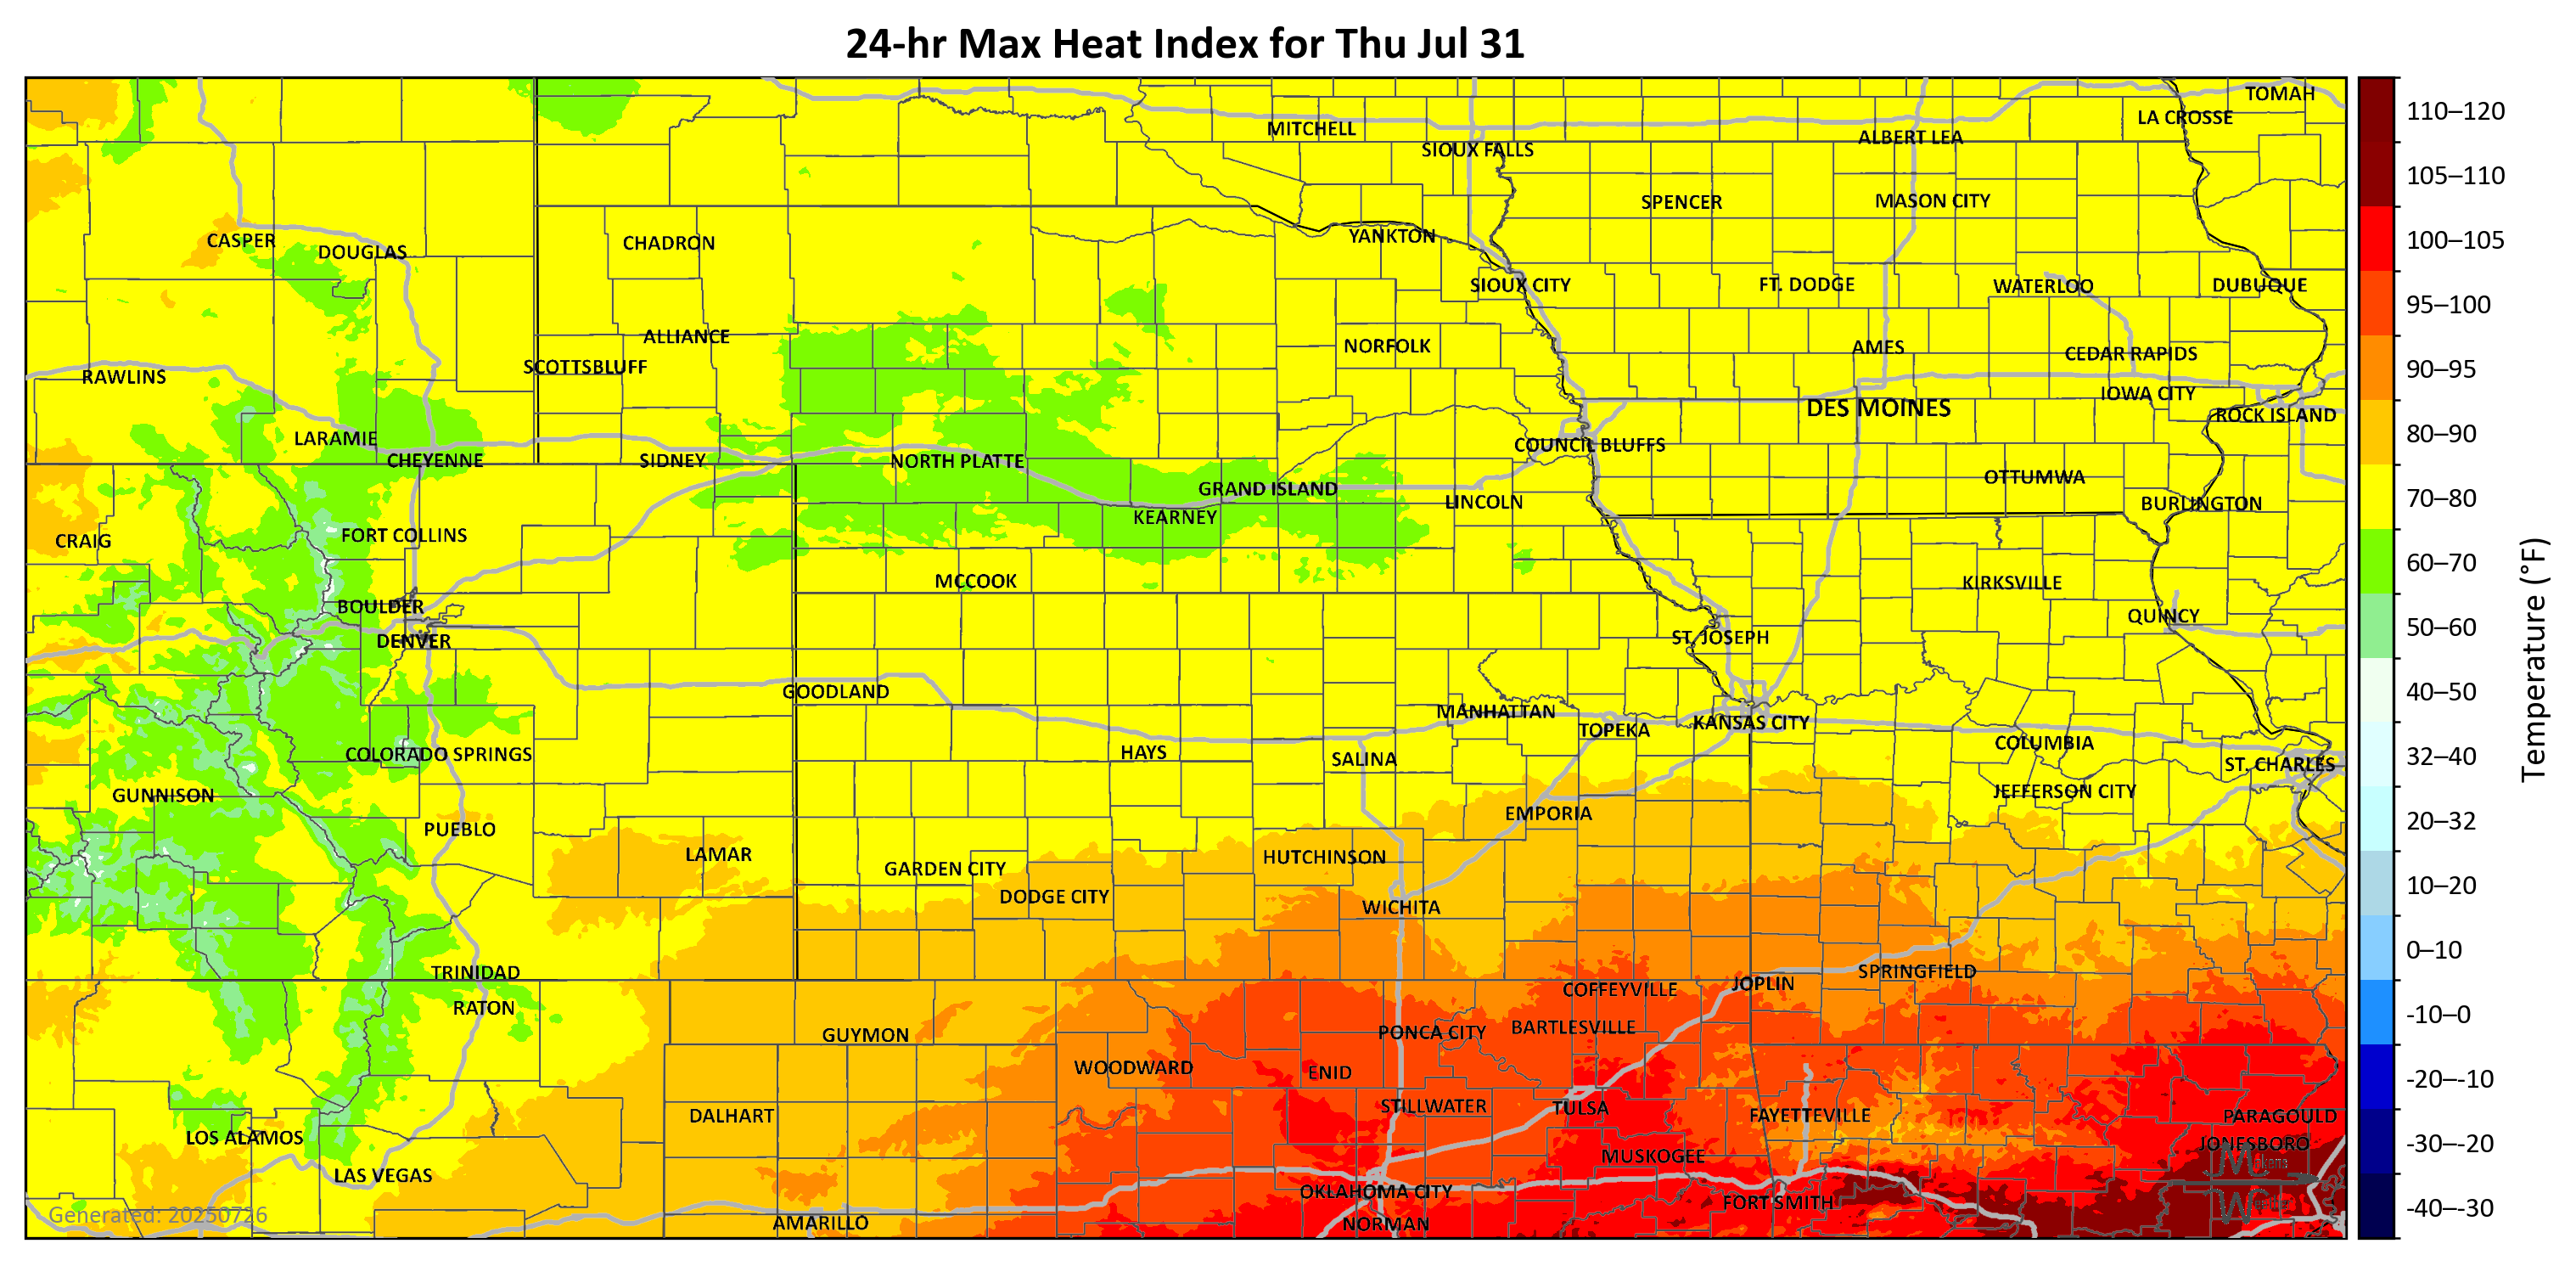 24-hr Max Heat Index for Thu Jul 31
TOMAH
LA CROSSE
MITCHELL
ALBERT LEA
SIOUX FALLS
SPENCER
MASON CITY
YANKTON
CASPER
DOUGLAS
CHADRON
SIOUX CITY
FT. DODGE
WATERLOO
DUBUQUE
ALLIANCE
NORFOLK
AMES
CEDAR RAPIDS
SCOTTSBLUFF
RAWLINS
IOWA CITY
DES MOINES
ROCK ISLAND
LARAMIE
COUNCIL BLUFFS
CHEYENNE
SIDNEY
NORTH PLATTE
OTTUMWA
GRAND ISLAND
LINCOLN
BURLINGTON
KEARNEY
FORT COLLINS
CRAIG
MCCOOK
KIRKSVILLE
BOULDER
QUINCY
DENVER
ST. JOSEPH
GOODLAND
MANHATTAN
KANSAS CITY
TOPEKA
COLUMBIA
COLORADO SPRINGS
HAYS
SALINA
ST. CHARLES
GUNNISON
JEFFERSON CITY
EMPORIA
PUEBLO
LAMAR
HUTCHINSON
GARDEN CITY
DODGE CITY
WICHITA
TRINIDAD
SPRINGFIELD
JOPLIN
COFFEYVILLE
RATON
GUYMON
PONCA CITY
BARTLESVILLE
WOODWARD
ENID
STILLWATER
TULSA
DALHART
FAYETTEVILLE
PARAGOULD
LOS ALAMOS
JONESBORO
MUSKOGEE
LAS VEGAS
OKLAHOMA CITY
FORT SMITH
Generated: 20250726
AMARILLO
NORMAN
110−120
105−110
100−105
95−100
90−95
80−90
70−80
60−70
50−60
40−50
32−40
20−32
10−20
0−10
-10−0
-20−-10
-30−-20
-40−-30
Temperature (°F)